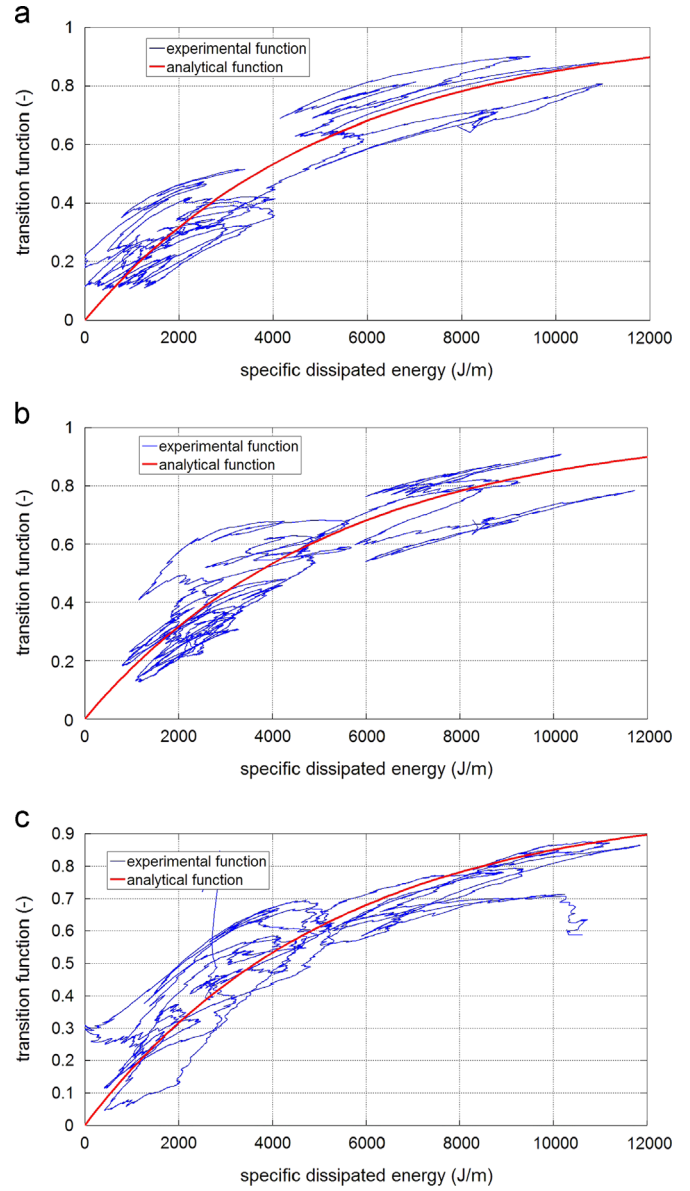 a
1
0.8
0.6
0.4
0.2
0
transition function (-)
experimental function
analytical function
0 2000 4000 6000 8000 10000 12000
specific dissipated energy (J/m)
b
1
0.8
0.6
0.4
0.2
0
transition function (-)
experimental function
analytical function
0 2000 4000 6000 8000 10000 12000
specific dissipated energy (J/m)
c
0.9
0.8
0.7
0.6
0.5
0.4
0.3
0.2
0.1
0
transition function (-)
experimental function
analytical function
0 2000 4000 6000 8000 10000 12000
specific dissipated energy (J/m)